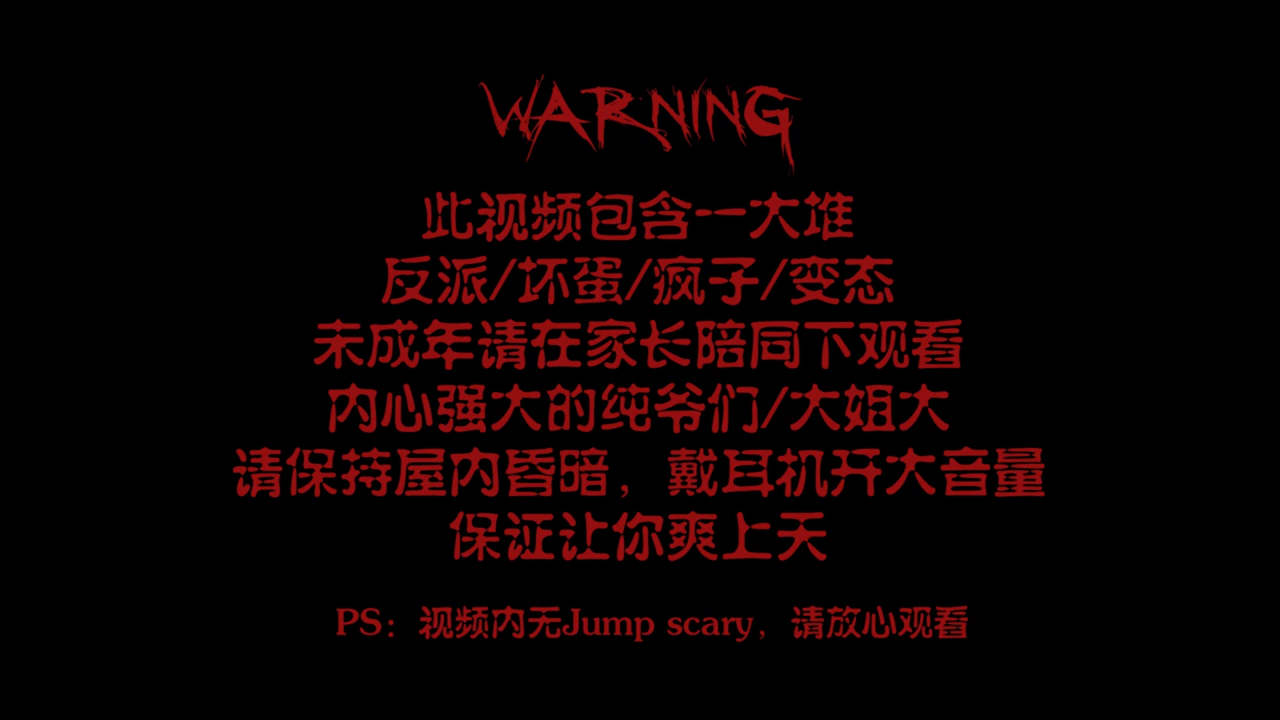 WARNING
此视频包含一大堆
反派/坏蛋/疯子/变态
未成年请在家长陪同下观看
内心强大的纯爷们/大姐大
请保持屋内昏暗，戴耳机开大音量
保证让你爽上天
PS：视频内无Jump scary，请放心观看